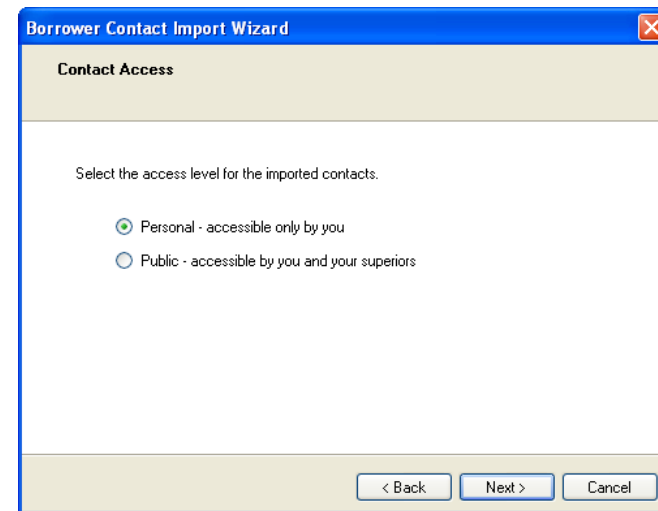 Borrower Contact Import Wizard
Contact Access
Select the access level for the imported contacts.
Personal - accessible only by you
Public - accessible by you and your superiors
< Back Next > Cancel